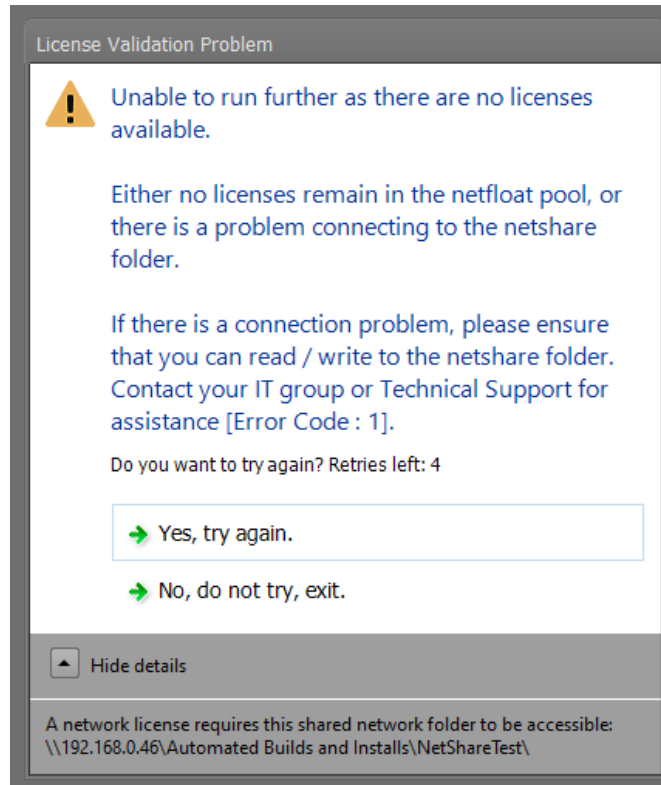 License Validation Problem
Unable to run further as there are no licenses
available.
Either no licenses remain in the netfloat pool, or
there is a problem connecting to the netshare
folder.
If there is a connection problem, please ensure
that you can read / write to the netshare folder.
Contact your IT group or Technical Support for
assistance [Error Code : 1].
Do you want to try again? Retries left: 4
Yes, try again.
No, do not try, exit.
Hide details
A network license requires this shared network folder to be accessible:
\\192.168.0.46\Automated Builds and Installs\NetShareTest\